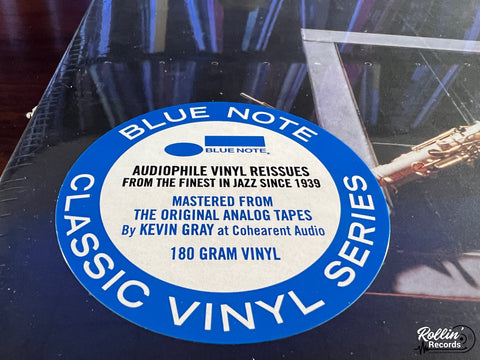 BLUE NOTE
BLUE NOTE
AUDIOPHILE VINYL REISSUES
FROM THE FINEST IN JAZZ SINCE 1939
MASTERED FROM
THE ORIGINAL ANALOG TAPES
By KEVIN GRAY at Cohearent Audio
180 GRAM VINYL
CLASSIC VINYL SERIES
Rollin'
Records